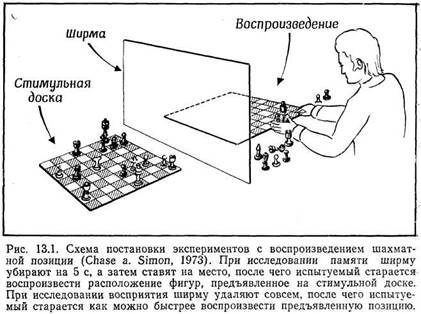 Ширма
Воспроизведение
Стимульная
доска
Рис. 13.1. Схема постановки экспериментов с воспроизведением шахмат-
ной позиции (Chase a. Simon, 1973). При исследовании памяти ширму
убирают на 5 с, а затем ставят на место, после чего испытуемый старается
воспроизвести расположение фигур, предъявленное на стимульной доске.
При исследовании восприятия ширму удаляют совсем, после чего испытуе-
мый старается как можно быстрее воспроизвести предъявленную позицию.